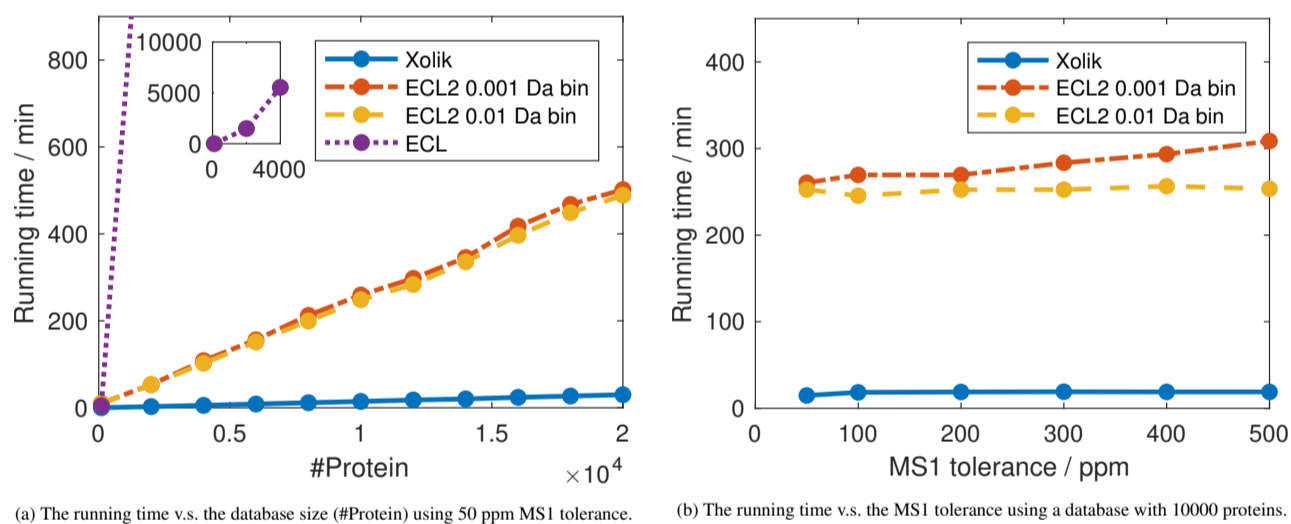 800
600
400
200
0
Running time / min
0
0.5
1
1.5
2
×10^4
#Protein
10000
5000
0
0
4000
Xolik
ECL2 0.001 Da bin
ECL2 0.01 Da bin
ECL
(a) The running time v.s. the database size (#Protein) using 50 ppm MS1 tolerance.
400
300
200
100
0
Running time / min
0
100
200
300
400
500
MS1 tolerance / ppm
Xolik
ECL2 0.001 Da bin
ECL2 0.01 Da bin
(b) The running time v.s. the MS1 tolerance using a database with 10000 proteins.